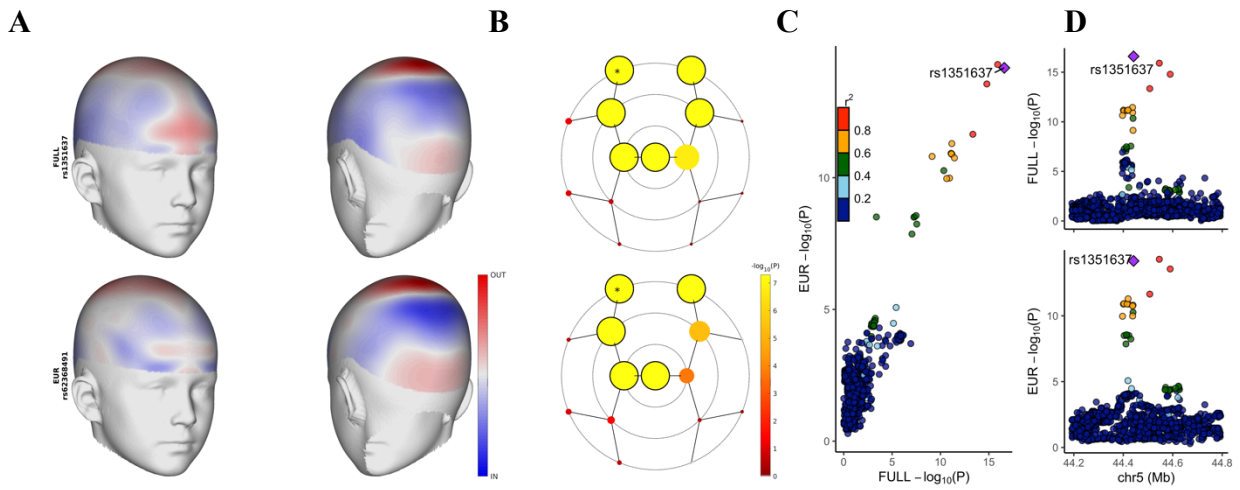 A
B
C
D
FULL
rs1351637
EUR
rs62368491
OUT
IN
*
*
-log10(P)
7
6
5
4
3
2
1
0
EUR −log10(P)
10
5
0
rs1351637
r2
0.8
0.6
0.4
0.2
0
5
10
15
FULL −log10(P)
FULL −log10(P)
15
10
5
0
rs1351637
EUR −log10(P)
10
5
0
rs1351637
44.2
44.4
44.6
44.8
chr5 (Mb)